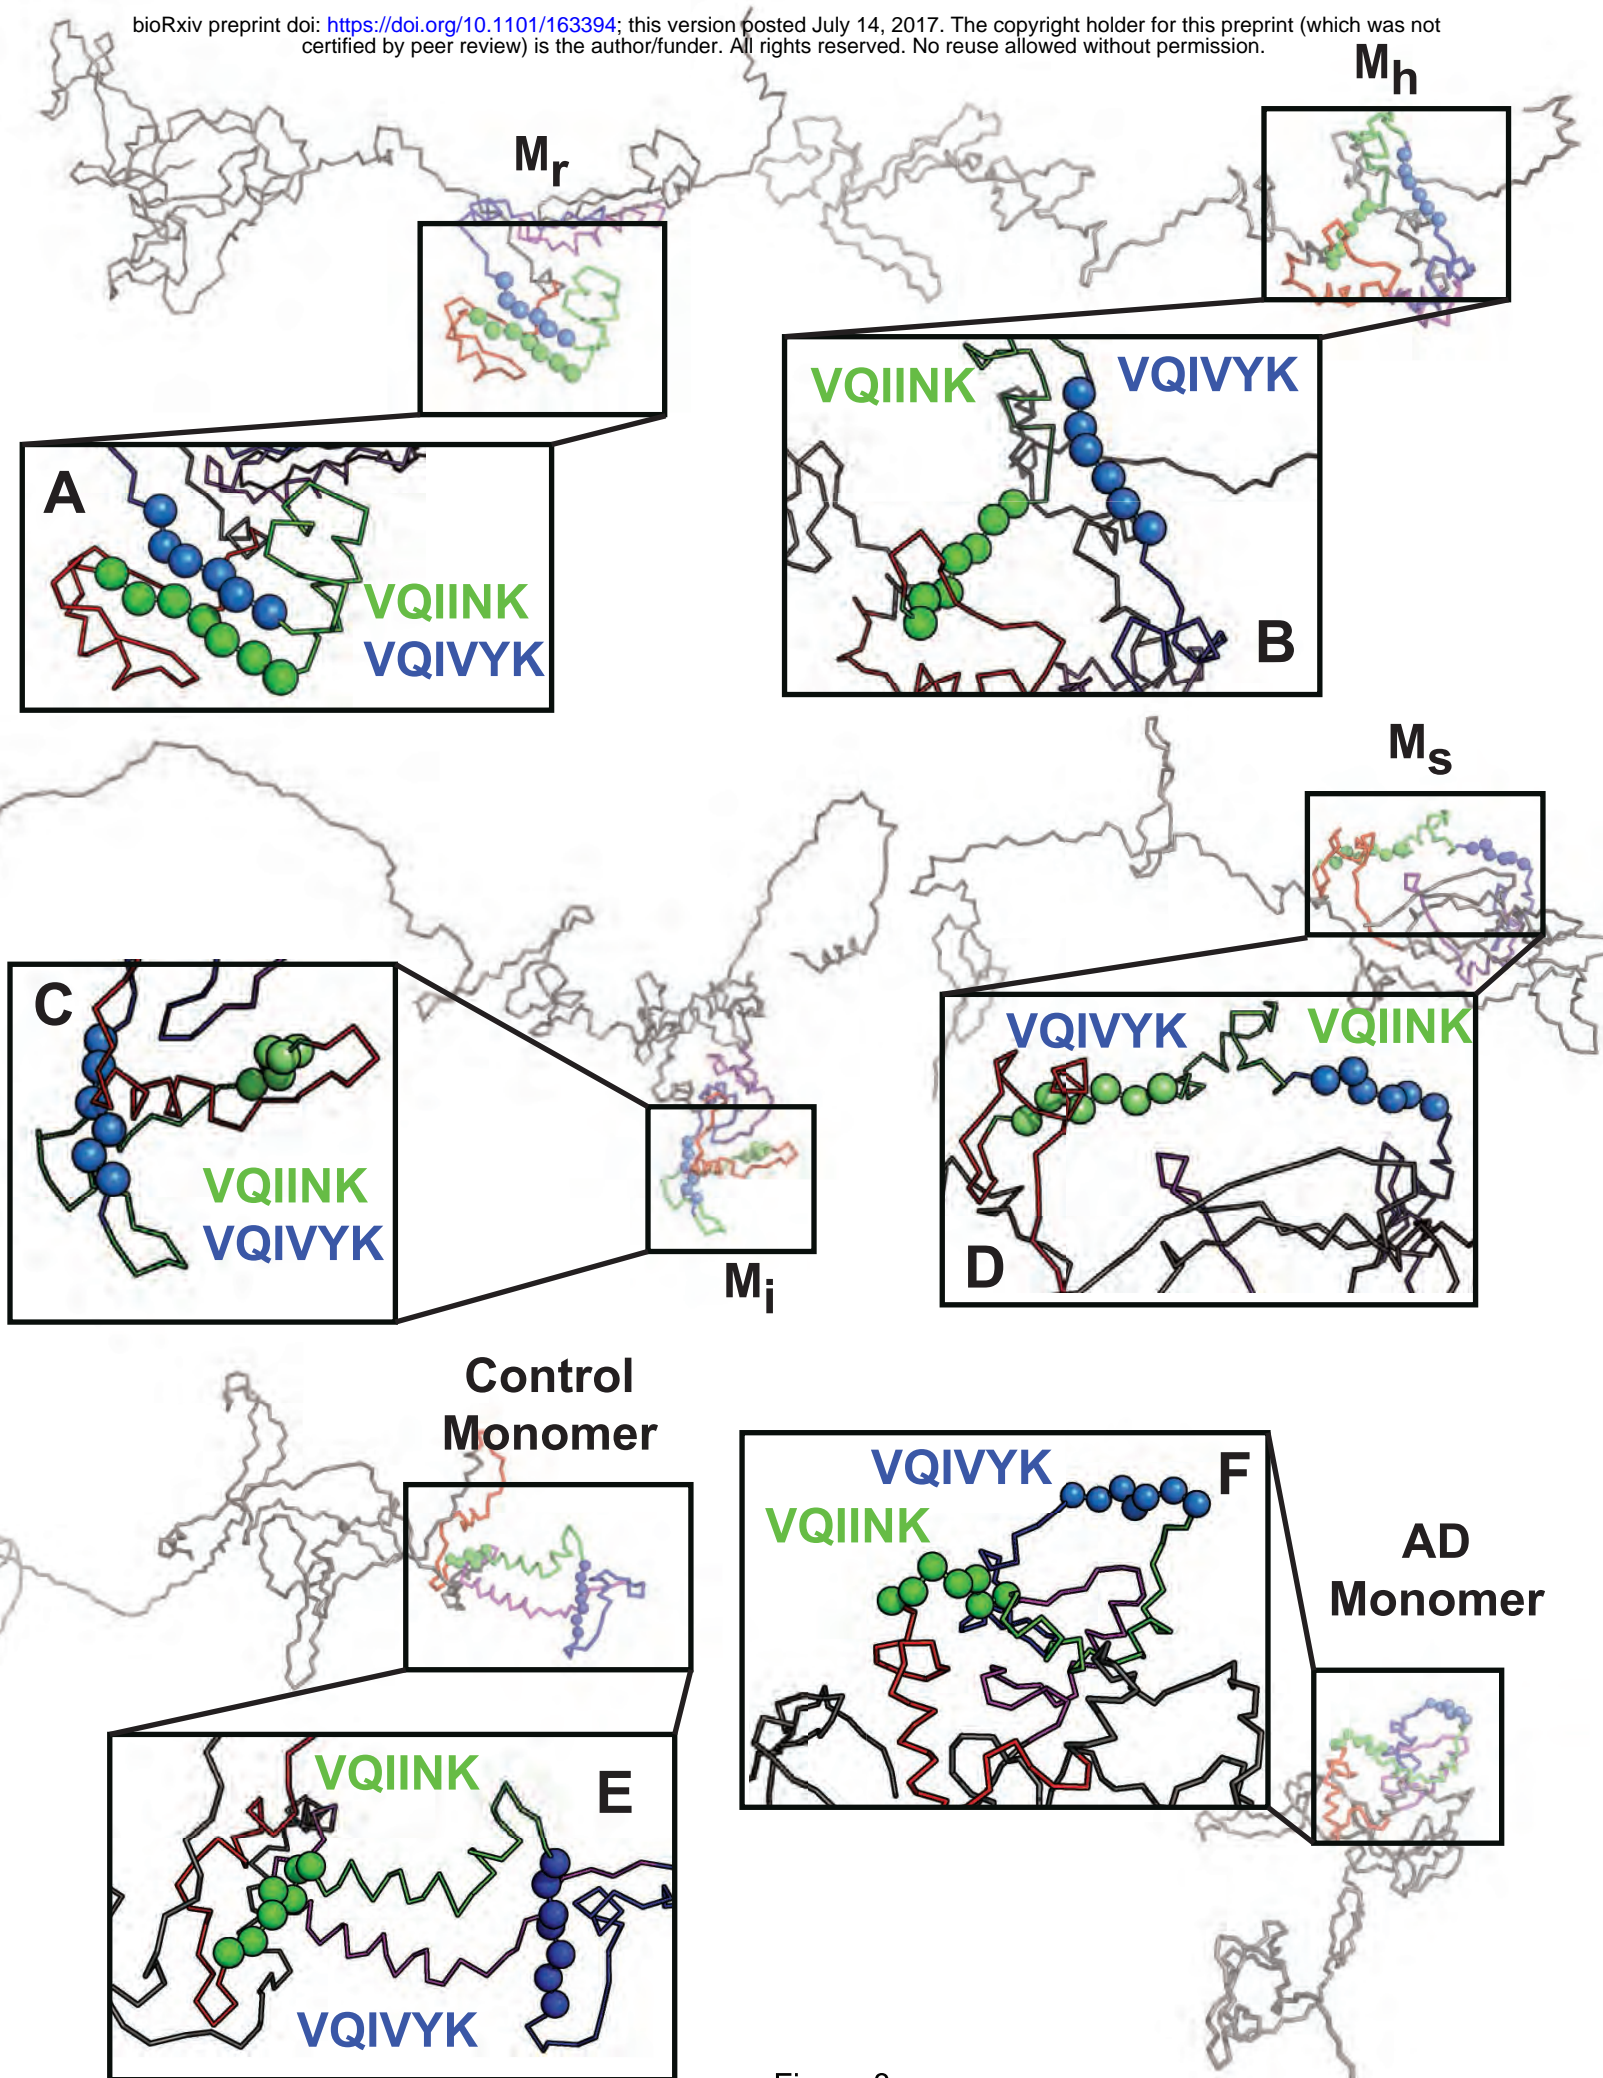 bioRxiv preprint doi: https://doi.org/10.1101/163394; this version posted July 14, 2017. The copyright holder for this preprint (which was not
certified by peer review) is the author/funder. All rights reserved. No reuse allowed without permission.
Mh
Mr
VQIINK
VQIVYK
B
A
VQIINK
VQIVYK
Ms
C
VQIINK
VQIVYK
Mi
VQIVYK
VQIINK
D
Control
Monomer
VQIVYK
F
VQIINK
AD
Monomer
VQIINK
E
VQIVYK